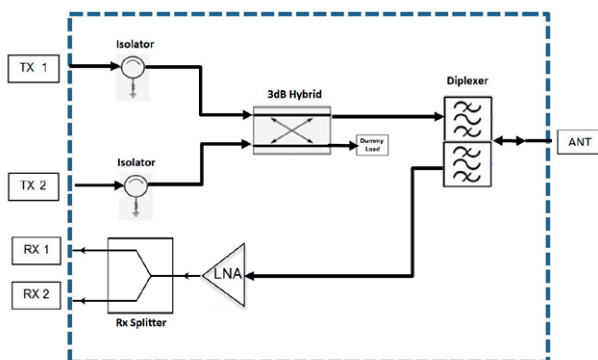 Isolator
TX 1
3dB Hybrid
Diplexer
Dummy
Load
ANT
Isolator
TX 2
RX 1
LNA
RX 2
Rx Splitter